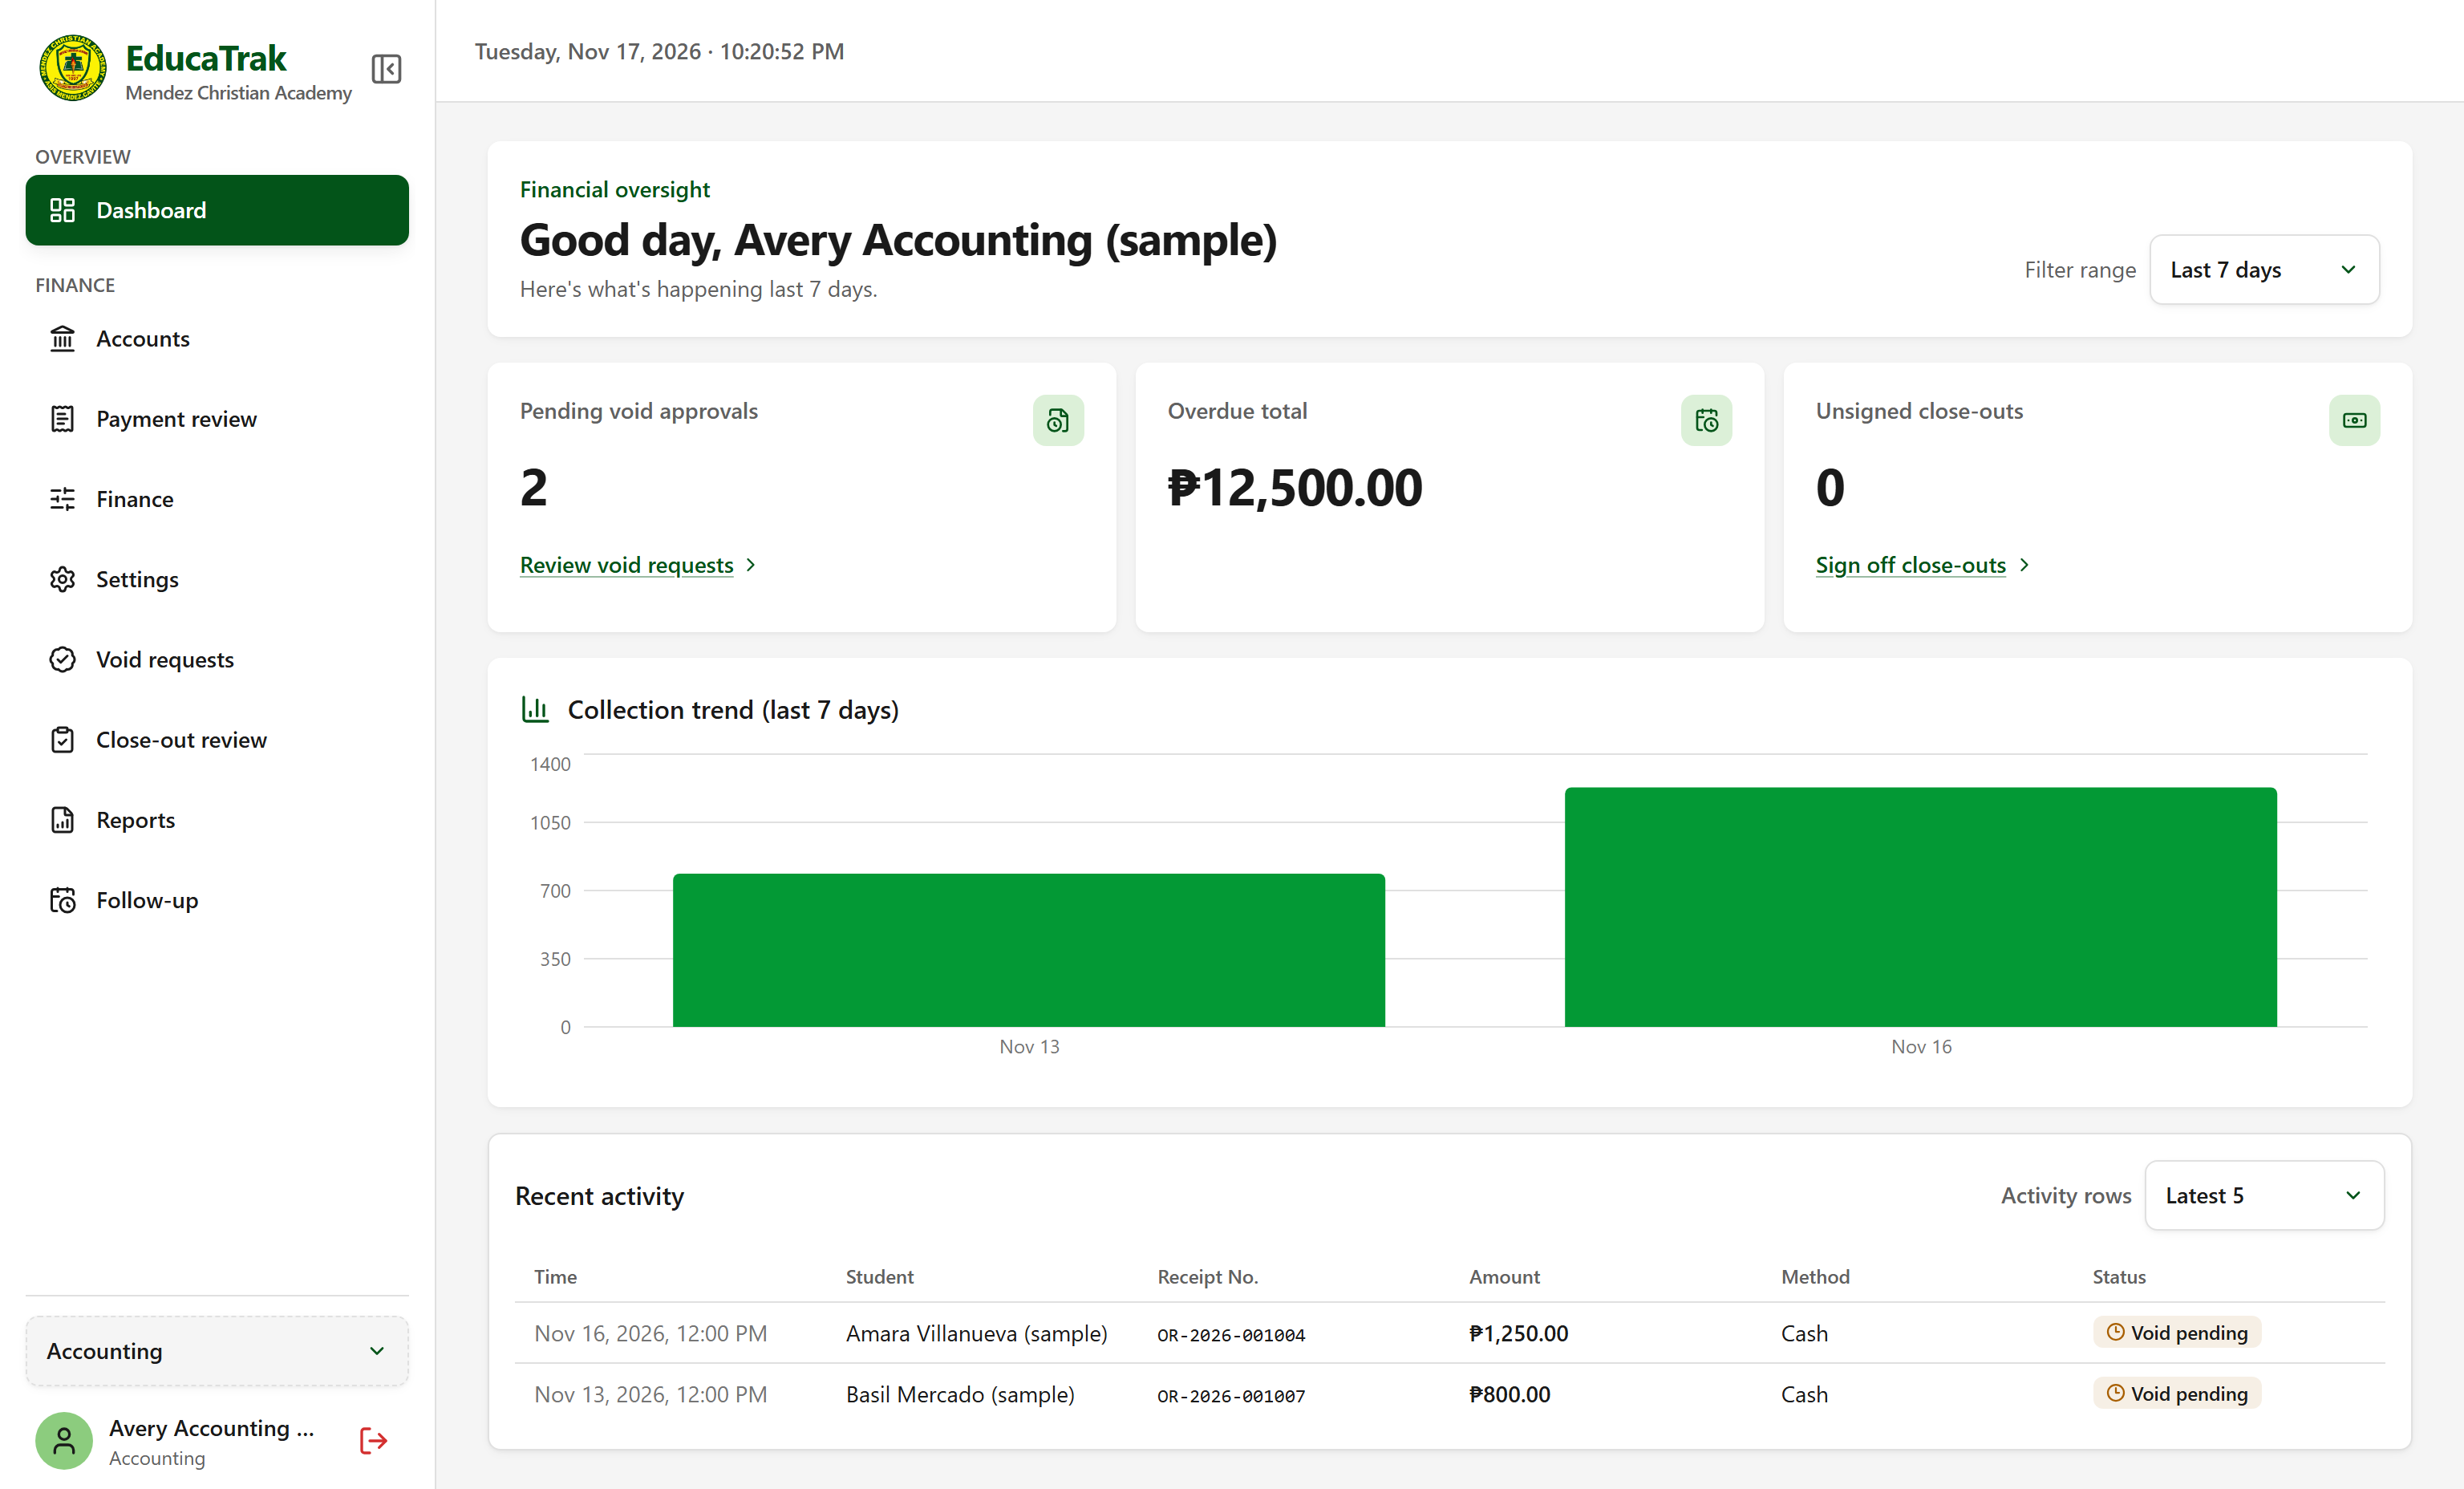 EducaTrak
Mendez Christian Academy
OVERVIEW
Dashboard
FINANCE
Accounts
Payment review
Finance
Settings
Void requests
Close-out review
Reports
Follow-up
Accounting
Avery Accounting ...
Accounting
Tuesday, Nov 17, 2026 · 10:20:52 PM
Financial oversight
Good day, Avery Accounting (sample)
Here's what's happening last 7 days.
Filter range
Last 7 days
Pending void approvals
2
Review void requests
Overdue total
₱12,500.00
Unsigned close-outs
0
Sign off close-outs
Collection trend (last 7 days)
1400
1050
700
350
0
Nov 13 Nov 16
Recent activity
Activity rows
Latest 5
Time Student Receipt No. Amount Method Status
Nov 16, 2026, 12:00 PM Amara Villanueva (sample) OR-2026-001004 ₱1,250.00 Cash Void pending
Nov 13, 2026, 12:00 PM Basil Mercado (sample) OR-2026-001007 ₱800.00 Cash Void pending